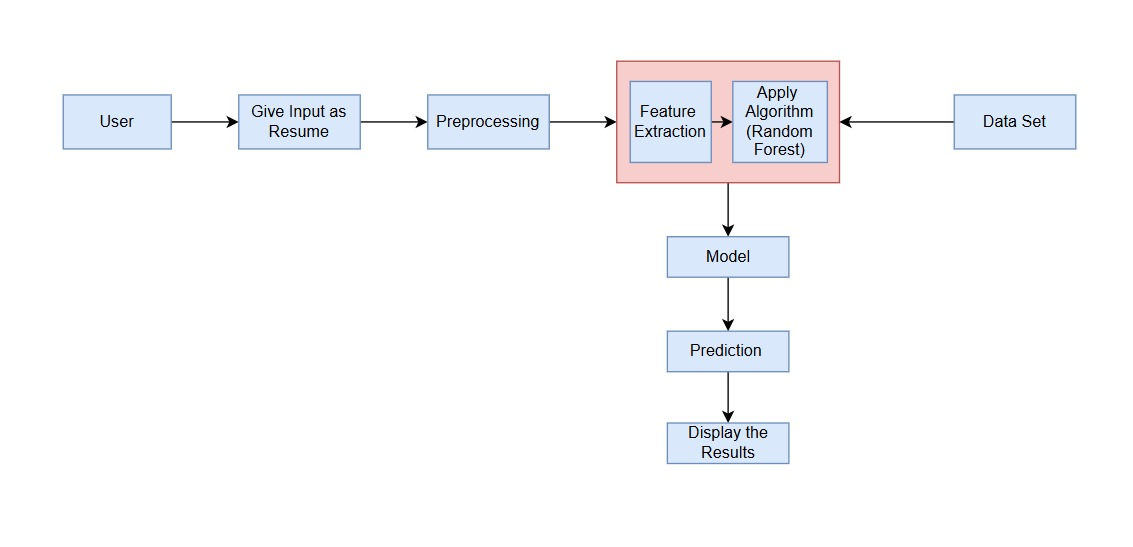 User
Give Input as
Resume
Preprocessing
Feature
Extraction
Apply
Algorithm
(Random
Forest)
Data Set
Model
Prediction
Display the
Results